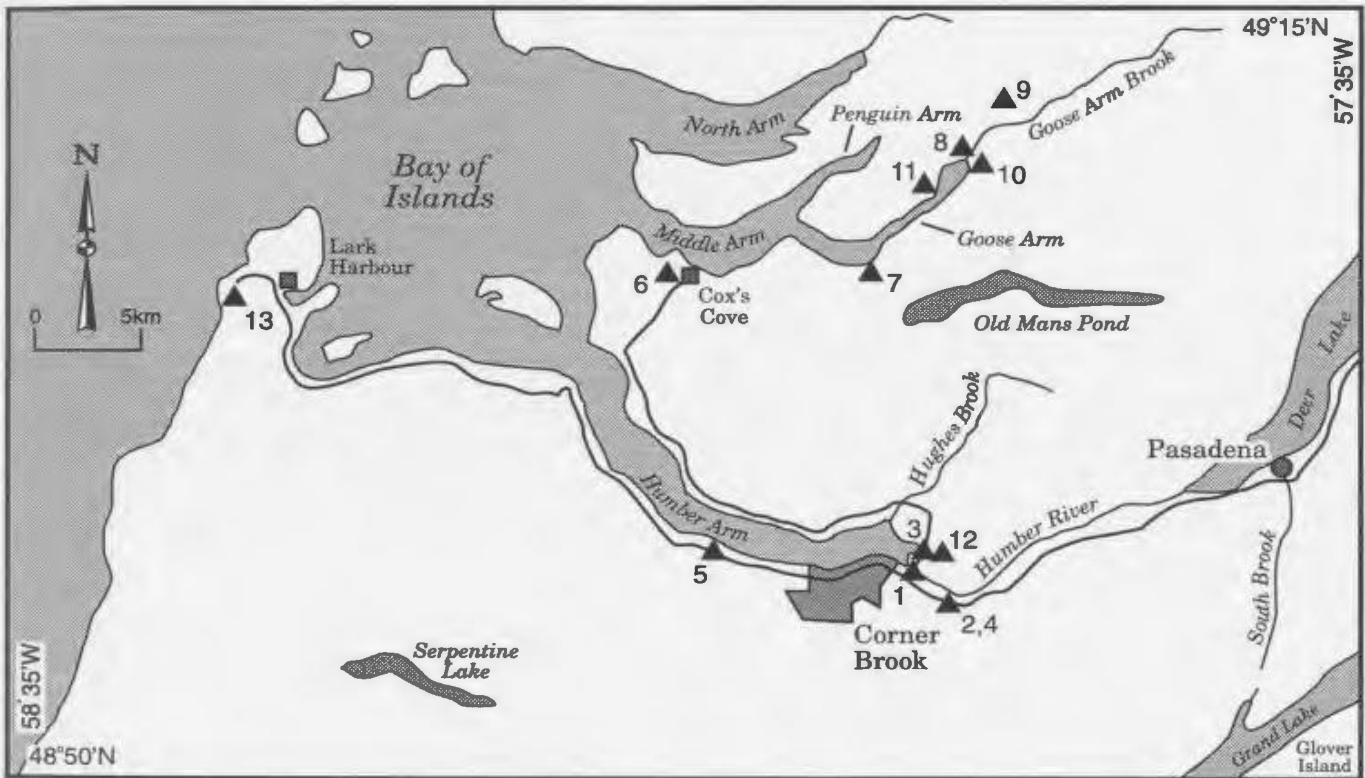 49°15'N
57°35'W
9
Goose Arm Brook
Penguin Arm
North Arm
8
10
11
N
Bay of
Islands
Goose Arm
Middle Arm
Lark
Harbour
6
Cox's
Cove
7
Old Mans Pond
0 5km
13
Deer Lake
Hughes Brook
Pasadena
Humber Arm
Humber River
3
12
5
1
2,4
South Brook
Corner
Brook
Serpentine
Lake
58°35'W
48°50'N
Grand Lake
Glover
Island